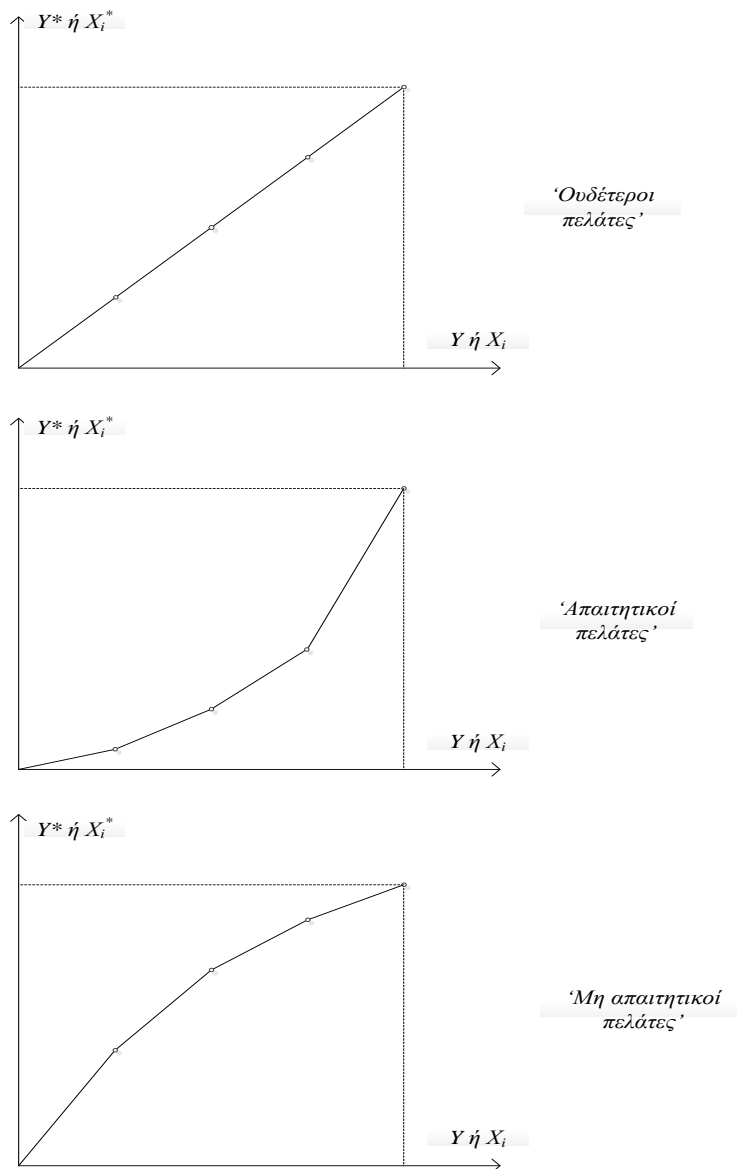 Y* ή Xi*
‘Ουδέτεροι
πελάτες’
Y ή Xi
Y* ή Xi*
‘Απαιτητικοί
πελάτες’
Y ή Xi
Y* ή Xi*
‘Μη απαιτητικοί
πελάτες’
Y ή Xi